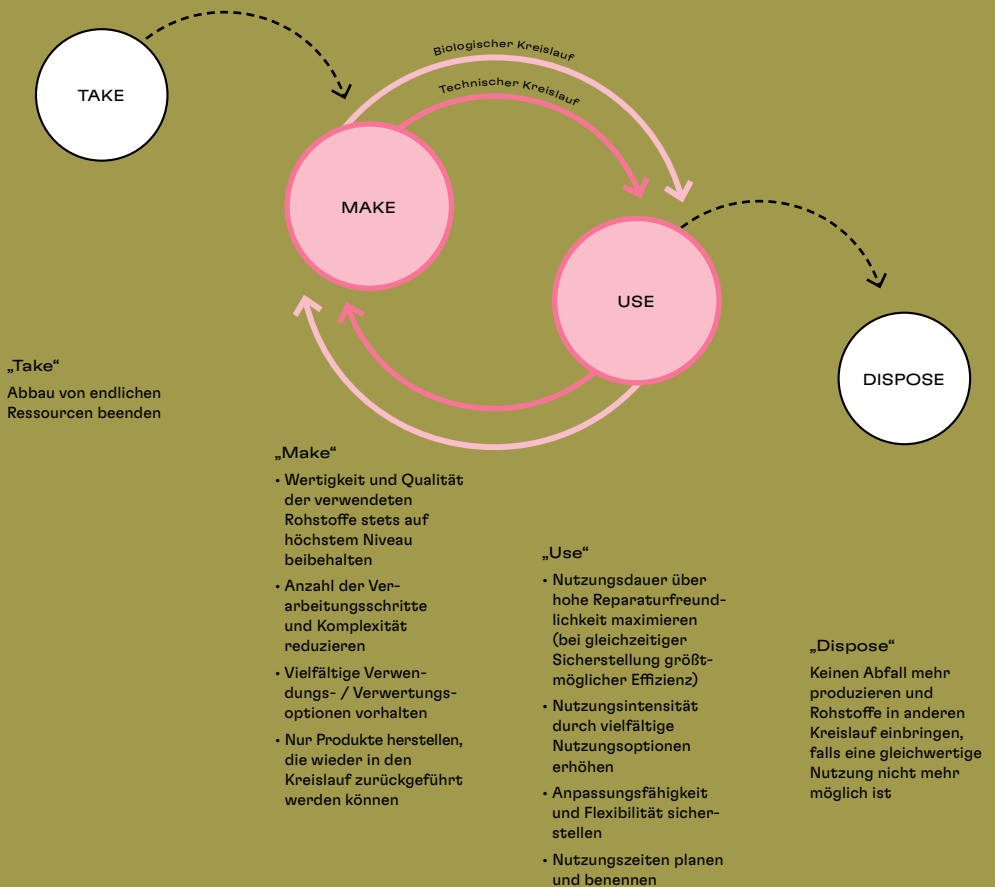 TAKE
Biologischer Kreislauf
Technischer Kreislauf
MAKE
USE
DISPOSE
„Take“
Abbau von endlichen
Ressourcen beenden
„Make“
• Wertigkeit und Qualität
der verwendeten
Rohstoffe stets auf
höchstem Niveau
beibehalten
• Anzahl der Ver-
arbeitungsschritte
und Komplexität
reduzieren
• Vielfältige Verwen-
dungs- / Verwertungs-
optionen vorhalten
• Nur Produkte herstellen,
die wieder in den
Kreislauf zurückgeführt
werden können
„Use“
• Nutzungsdauer über
hohe Reparaturfreund-
lichkeit maximieren
(bei gleichzeitiger
Sicherstellung größt-
möglicher Effizienz)
• Nutzungsintensität
durch vielfältige
Nutzungsoptionen
erhöhen
• Anpassungsfähigkeit
und Flexibilität sicher-
stellen
• Nutzungszeiten planen
und benennen
„Dispose“
Keinen Abfall mehr
produzieren und
Rohstoffe in anderen
Kreislauf einbringen,
falls eine gleichwertige
Nutzung nicht mehr
möglich ist